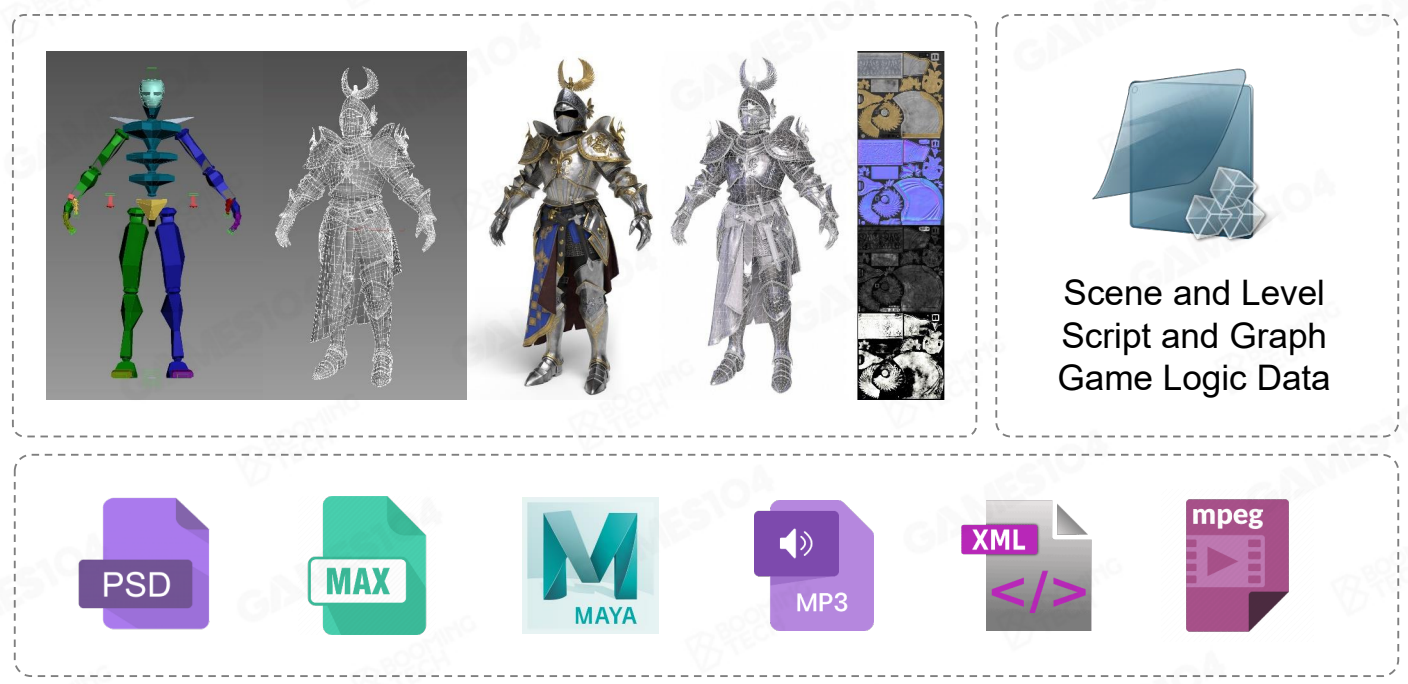 Scene and Level
Script and Graph
Game Logic Data
PSD
MAX
MAYA
MP3
XML
</>
mpeg
GAMES104
BOOMING
TECH